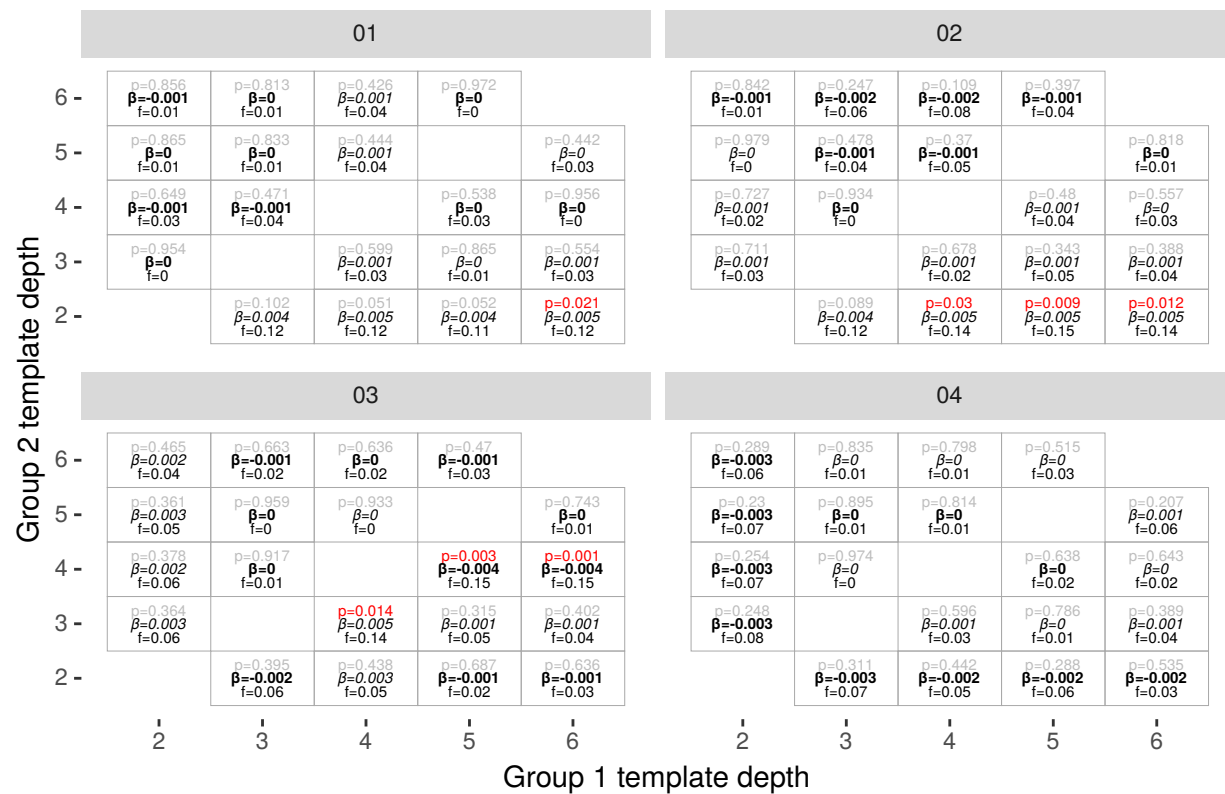 01
p=0.856 p=0.813 p=0.426 p=0.972
β=-0.001 β=0 β=0.001 β=0
f=0.01 f=0.01 f=0.04 f=0
p=0.865 p=0.833 p=0.444 p=0.442
β=0 β=0 β=0.001 β=0
f=0.01 f=0.01 f=0.04 f=0.03
p=0.649 p=0.471 p=0.538 p=0.956
β=-0.001 β=-0.001 β=0 β=0
f=0.03 f=0.04 f=0.03 f=0
p=0.954 p=0.599 p=0.865 p=0.554
β=0 β=0.001 β=0 β=0.001
f=0 f=0.03 f=0.01 f=0.03
p=0.102 p=0.051 p=0.052 p=0.021
β=0.004 β=0.005 β=0.004 β=0.005
f=0.12 f=0.12 f=0.11 f=0.12
02
p=0.842 p=0.247 p=0.109 p=0.397
β=-0.001 β=-0.002 β=-0.002 β=-0.001
f=0.01 f=0.06 f=0.08 f=0.04
p=0.979 p=0.478 p=0.37 p=0.818
β=0 β=-0.001 β=-0.001 β=0
f=0 f=0.04 f=0.05 f=0.01
p=0.727 p=0.934 p=0.48 p=0.557
β=0.001 β=0 β=0.001 β=0
f=0.02 f=0 f=0.04 f=0.03
p=0.711 p=0.678 p=0.343 p=0.388
β=0.001 β=0.001 β=0.001 β=0.001
f=0.03 f=0.02 f=0.05 f=0.04
p=0.089 p=0.03 p=0.009 p=0.012
β=0.004 β=0.005 β=0.005 β=0.005
f=0.12 f=0.14 f=0.15 f=0.14
03
p=0.465 p=0.663 p=0.636 p=0.47
β=0.002 β=-0.001 β=0 β=-0.001
f=0.04 f=0.02 f=0.02 f=0.03
p=0.361 p=0.959 p=0.933 p=0.743
β=0.003 β=0 β=0 β=0
f=0.05 f=0 f=0 f=0.01
p=0.378 p=0.917 p=0.003 p=0.001
β=0.002 β=0 β=-0.004 β=-0.004
f=0.06 f=0.01 f=0.15 f=0.15
p=0.364 p=0.014 p=0.315 p=0.402
β=0.003 β=0.005 β=0.001 β=0.001
f=0.06 f=0.14 f=0.05 f=0.04
p=0.395 p=0.438 p=0.687 p=0.636
β=-0.002 β=0.003 β=-0.001 β=-0.001
f=0.06 f=0.05 f=0.02 f=0.03
04
p=0.289 p=0.835 p=0.798 p=0.515
β=-0.003 β=0 β=0 β=0
f=0.06 f=0.01 f=0.01 f=0.03
p=0.23 p=0.895 p=0.814 p=0.207
β=-0.003 β=0 β=0 β=0.001
f=0.07 f=0.01 f=0.01 f=0.06
p=0.254 p=0.974 p=0.638 p=0.643
β=-0.003 β=0 β=0 β=0
f=0.07 f=0 f=0.02 f=0.02
p=0.248 p=0.596 p=0.786 p=0.389
β=-0.003 β=0.001 β=0 β=0.001
f=0.08 f=0.03 f=0.01 f=0.04
p=0.311 p=0.442 p=0.288 p=0.535
β=-0.003 β=-0.002 β=-0.002 β=-0.002
f=0.07 f=0.05 f=0.06 f=0.03
6
5
4
3
2
6
5
4
3
2
Group 2 template depth
2 3 4 5 6
2 3 4 5 6
Group 1 template depth